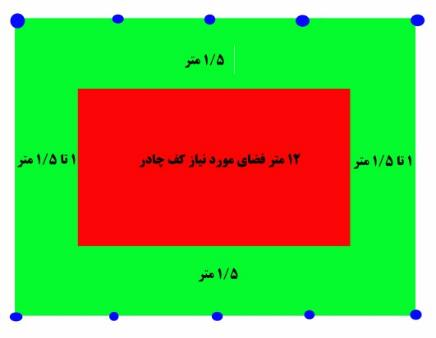 ۱/۵ متر
۱ تا ۱/۵ متر
۱۲ متر فضای مورد نیاز کف چادر
۱ تا ۱/۵ متر
۱/۵ متر